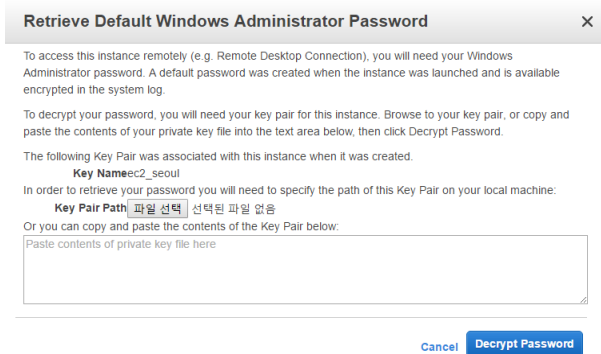 Retrieve Default Windows Administrator Password
To access this instance remotely (e.g. Remote Desktop Connection), you will need your Windows
Administrator password. A default password was created when the instance was launched and is available
encrypted in the system log.
To decrypt your password, you will need your key pair for this instance. Browse to your key pair, or copy and
paste the contents of your private key file into the text area below, then click Decrypt Password.
The following Key Pair was associated with this instance when it was created.
Key Nameec2_seoul
In order to retrieve your password you will need to specify the path of this Key Pair on your local machine:
Key Pair Path 파일 선택 선택된 파일 없음
Or you can copy and paste the contents of the Key Pair below:
Paste contents of private key file here
Cancel Decrypt Password